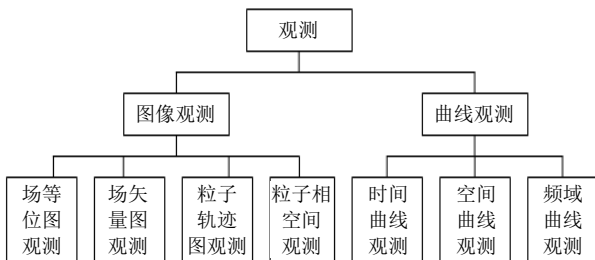 观测
图像观测
曲线观测
场等
位图
观测
场矢
量图
观测
粒子
轨迹
图观测
粒子相
空间
观测
时间
曲线
观测
空间
曲线
观测
频域
曲线
观测